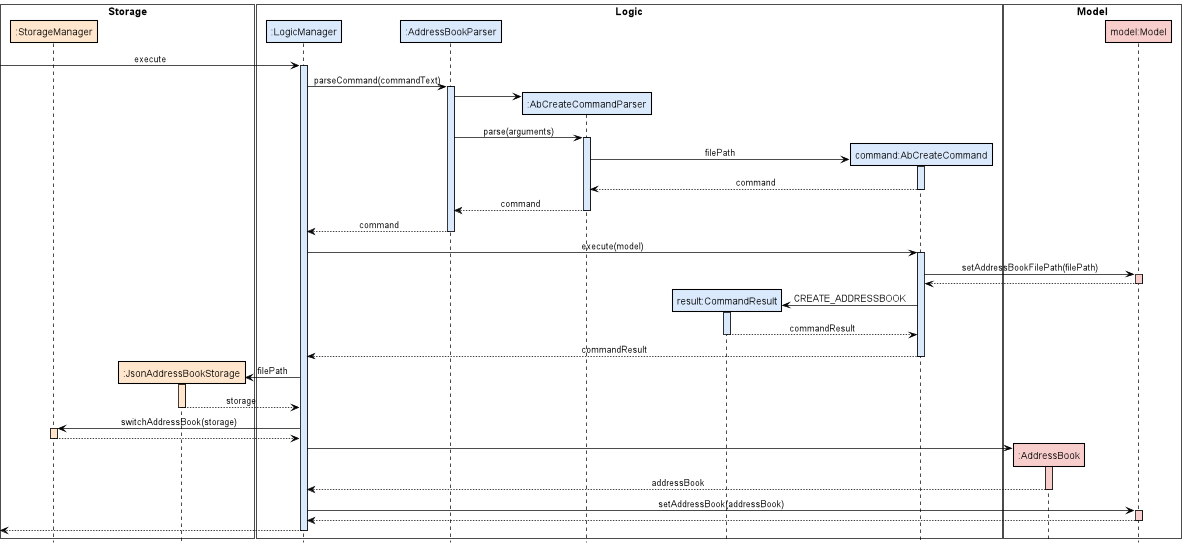 Storage
Logic
Model
:StorageManager
:LogicManager
:AddressBookParser
model:Model
execute
parseCommand(commandText)
:AbCreateCommandParser
parse(arguments)
filePath
command:AbCreateCommand
command
command
command
execute(model)
setAddressBookFilePath(filePath)
result:CommandResult
CREATE_ADDRESSBOOK
commandResult
commandResult
:JsonAddressBookStorage
filePath
storage
switchAddressBook(storage)
:AddressBook
addressBook
setAddressBook(addressBook)